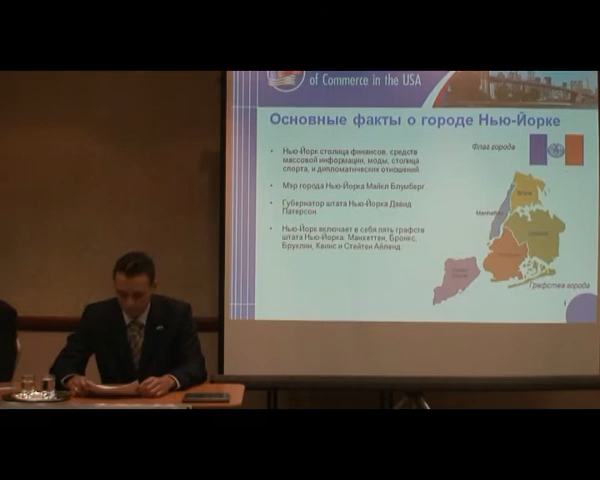 of Commerce in the USA
Основные факты о городе Нью-Йорке
Нью-Йорк столица финансов, средств
массовой информации, моды, столица
спорта, и дипломатических отношений
Мэр города Нью-Йорка Майкл Блумберг
Губернатор штата Нью-Йорка Давид
Патерсон
Нью-Йорк включает в себя пять графств
штата Нью-Йорка: Манхеттен, Бронкс,
Бруклин, Квинс и Стейтен Айленд
Флаг города
Manhattan
Графства города